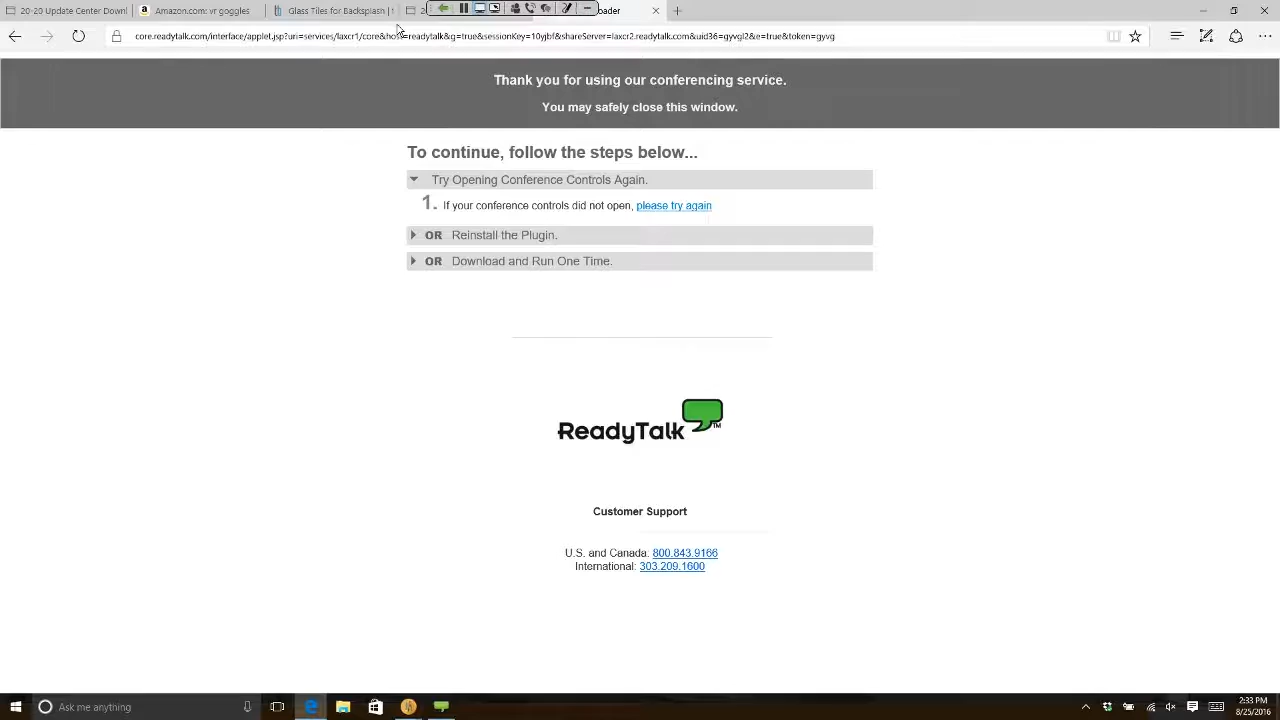 20-20 Update Center Downl
Amazon.com: vr goggles
Glass Tiles for Backsplash |
ader
core.readytalk.com/interface/applet.jsp?uri=services/laxcr1/core&host=readytalk&g=true&sessionKey=10yjbf&shareServer=laxcr2.readytalk.com&uid36=gyvgl2&e=true&token=gyvg
Thank you for using our conferencing service.
You may safely close this window.
To continue, follow the steps below...
Try Opening Conference Controls Again.
1. If your conference controls did not open, please try again
OR Reinstall the Plugin.
OR Download and Run One Time.
ReadyTalk TM
Customer Support
U.S. and Canada: 800.843.9166
International: 303.209.1600
Ask me anything
2:33 PM
8/25/2016